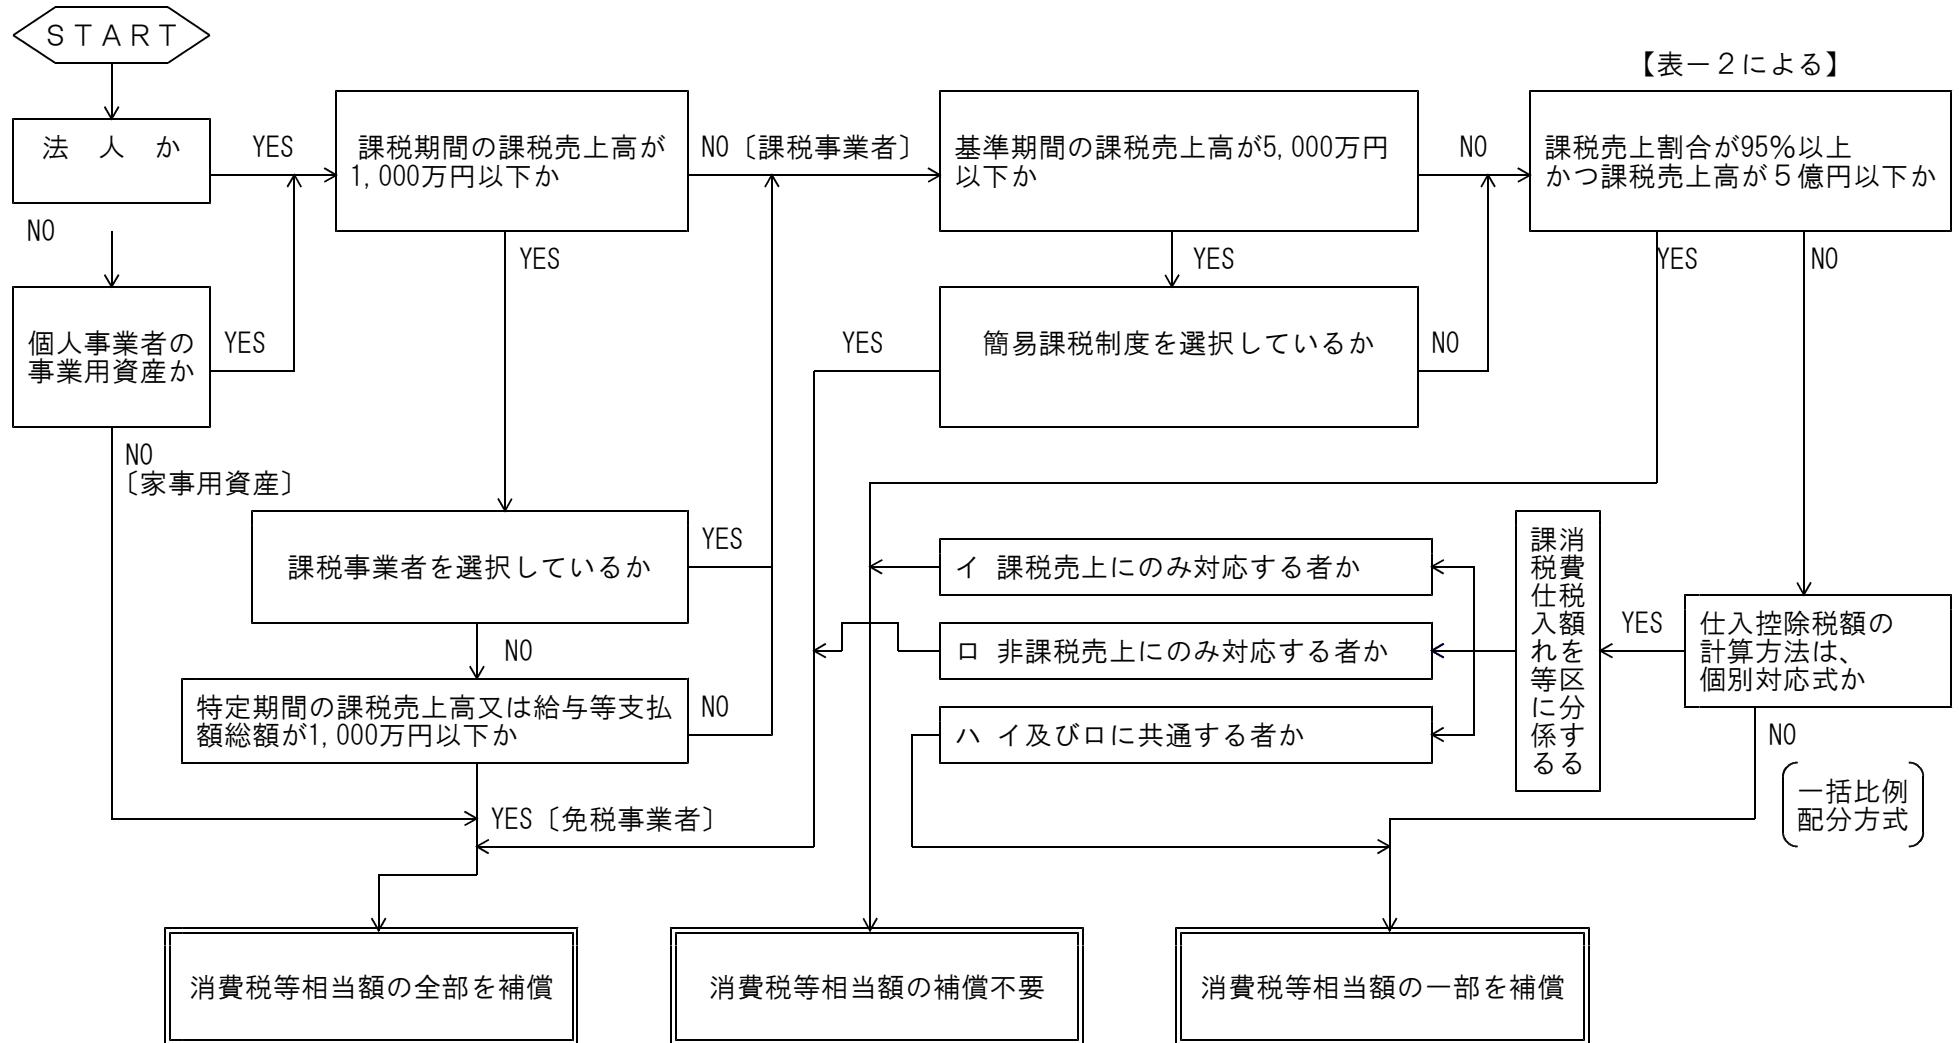 ＳＴＡＲＴ
法　人　か
YES
NO
個人事業者の
事業用資産か
YES
NO
〔家事用資産〕
課税期間の課税売上高が
1,000万円以下か
NO〔課税事業者〕
YES
課税事業者を選択しているか
YES
NO
特定期間の課税売上高又は給与等支払
額総額が1,000万円以下か
NO
YES〔免税事業者〕
基準期間の課税売上高が5,000万円
以下か
NO
YES
簡易課税制度を選択しているか
YES
NO
【表－２による】
課税売上割合が95%以上
かつ課税売上高が５億円以下か
YES
NO
仕入控除税額の
計算方法は、
個別対応式か
YES
NO
一括比例
配分方式
消費税額を区分する
課税仕入れ等に係る
イ 課税売上にのみ対応する者か
ロ 非課税売上にのみ対応する者か
ハ イ及びロに共通する者か
消費税等相当額の全部を補償
消費税等相当額の補償不要
消費税等相当額の一部を補償